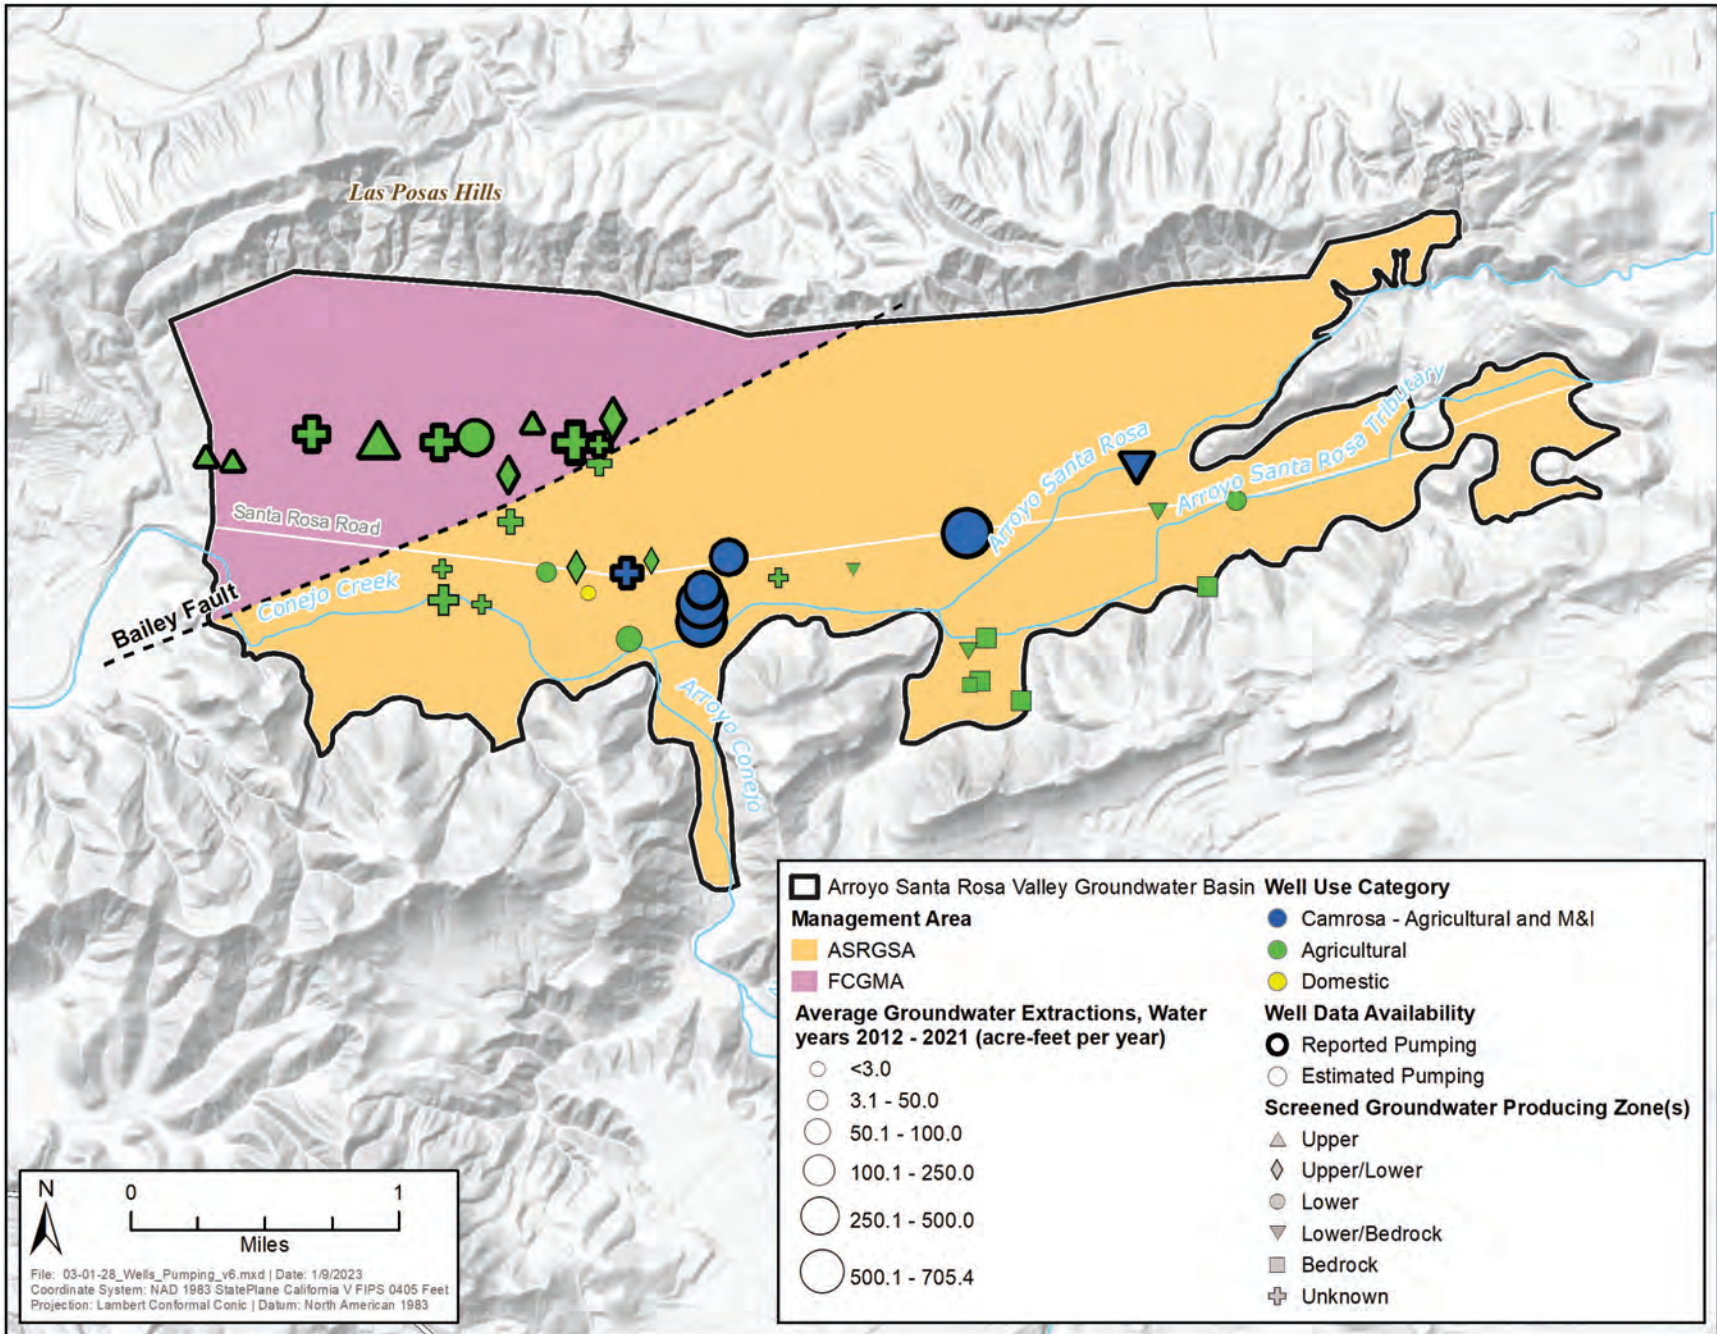 Las Posas Hills
Arroyo Santa Rosa
Arroyo Santa Rosa Tributary
Santa Rosa Road
Conejo Creek
Bailey Fault
Arroyo Conejo
Arroyo Santa Rosa Valley Groundwater Basin
Management Area
ASRGSA
FCGMA
Average Groundwater Extractions, Water
years 2012 - 2021 (acre-feet per year)
<3.0
3.1 - 50.0
50.1 - 100.0
100.1 - 250.0
250.1 - 500.0
500.1 - 705.4
Well Use Category
Camrosa - Agricultural and M&I
Agricultural
Domestic
Well Data Availability
Reported Pumping
Estimated Pumping
Screened Groundwater Producing Zone(s)
Upper
Upper/Lower
Lower
Lower/Bedrock
Bedrock
Unknown
N
0 1
Miles
File: 03-01-28_Wells_Pumping_v6.mxd | Date: 1/9/2023
Coordinate System: NAD 1983 StatePlane California V FIPS 0405 Feet
Projection: Lambert Conformal Conic | Datum: North American 1983